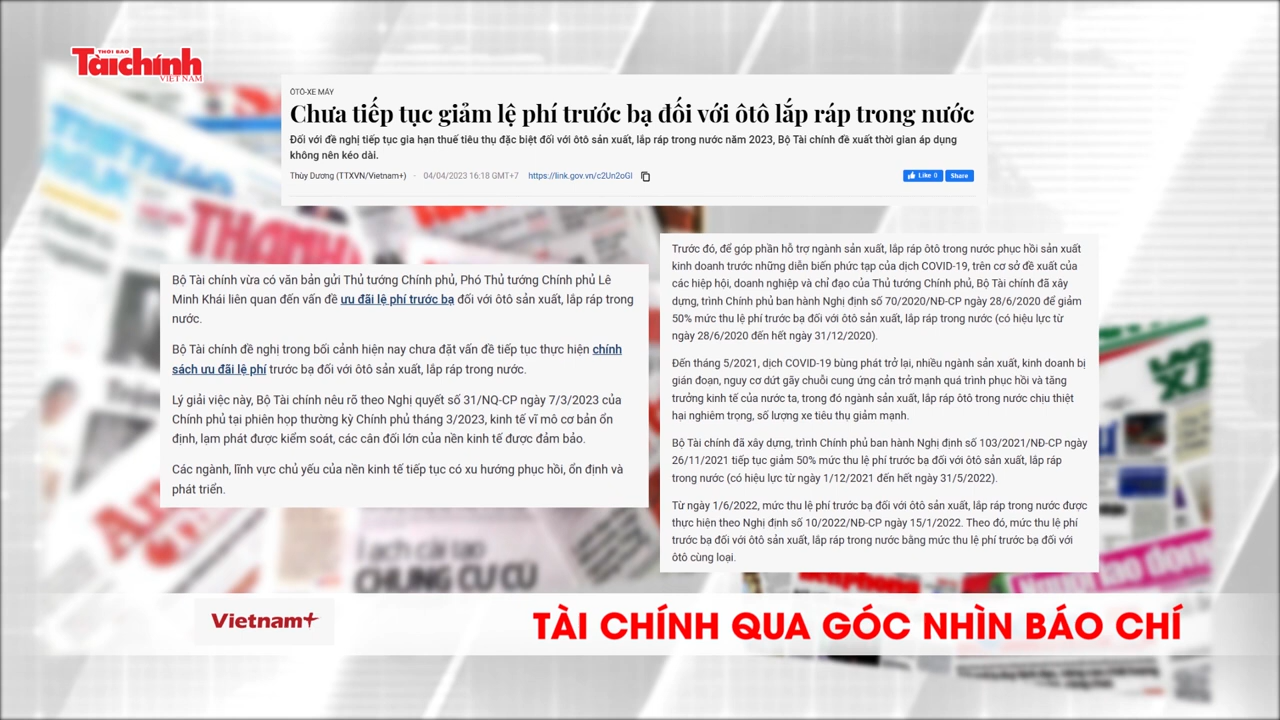 THỜI BÁO
Tàichính
VIỆT NAM
ÔTÔ-XE MÁY
Chưa tiếp tục giảm lệ phí trước bạ đối với ôtô lắp ráp trong nước
Đối với đề nghị tiếp tục gia hạn thuế tiêu thụ đặc biệt đối với ôtô sản xuất, lắp ráp trong nước năm 2023, Bộ Tài chính đề xuất thời gian áp dụng
không nên kéo dài.
Thùy Dương (TTXVN/Vietnam+) - 04/04/2023 16:18 GMT+7 https://link.gov.vn/c2Un2oGl
Like 0 Share
Bộ Tài chính vừa có văn bản gửi Thủ tướng Chính phủ, Phó Thủ tướng Chính phủ Lê
Minh Khái liên quan đến vấn đề ưu đãi lệ phí trước bạ đối với ôtô sản xuất, lắp ráp trong
nước.
Bộ Tài chính đề nghị trong bối cảnh hiện nay chưa đặt vấn đề tiếp tục thực hiện chính
sách ưu đãi lệ phí trước bạ đối với ôtô sản xuất, lắp ráp trong nước.
Lý giải việc này, Bộ Tài chính nêu rõ theo Nghị quyết số 31/NQ-CP ngày 7/3/2023 của
Chính phủ tại phiên họp thường kỳ Chính phủ tháng 3/2023, kinh tế vĩ mô cơ bản ổn
định, lạm phát được kiểm soát, các cân đối lớn của nền kinh tế được đảm bảo.
Các ngành, lĩnh vực chủ yếu của nền kinh tế tiếp tục có xu hướng phục hồi, ổn định và
phát triển.
Trước đó, để góp phần hỗ trợ ngành sản xuất, lắp ráp ôtô trong nước phục hồi sản xuất
kinh doanh trước những diễn biến phức tạp của dịch COVID-19, trên cơ sở đề xuất của
các hiệp hội, doanh nghiệp và chỉ đạo của Thủ tướng Chính phủ, Bộ Tài chính đã xây
dựng, trình Chính phủ ban hành Nghị định số 70/2020/NĐ-CP ngày 28/6/2020 để giảm
50% mức thu lệ phí trước bạ đối với ôtô sản xuất, lắp ráp trong nước (có hiệu lực từ
ngày 28/6/2020 đến hết ngày 31/12/2020).
Đến tháng 5/2021, dịch COVID-19 bùng phát trở lại, nhiều ngành sản xuất, kinh doanh bị
gián đoạn, nguy cơ dứt gãy chuỗi cung ứng cản trở mạnh quá trình phục hồi và tăng
trưởng kinh tế của nước ta, trong đó ngành sản xuất, lắp ráp ôtô trong nước chịu thiệt
hại nghiêm trọng, số lượng xe tiêu thụ giảm mạnh.
Bộ Tài chính đã xây dựng, trình Chính phủ ban hành Nghị định số 103/2021/NĐ-CP ngày
26/11/2021 tiếp tục giảm 50% mức thu lệ phí trước bạ đối với ôtô sản xuất, lắp ráp
trong nước (có hiệu lực từ ngày 1/12/2021 đến hết ngày 31/5/2022).
Từ ngày 1/6/2022, mức thu lệ phí trước bạ đối với ôtô sản xuất, lắp ráp trong nước được
thực hiện theo Nghị định số 10/2022/NĐ-CP ngày 15/1/2022. Theo đó, mức thu lệ phí
trước bạ đối với ôtô sản xuất, lắp ráp trong nước bằng mức thu lệ phí trước bạ đối với
ôtô cùng loại.
Ì ạch cải tạo
CHUNG CƯ CŨ
Người lao động
Vietnam+
TÀI CHÍNH QUA GÓC NHÌN BÁO CHÍ